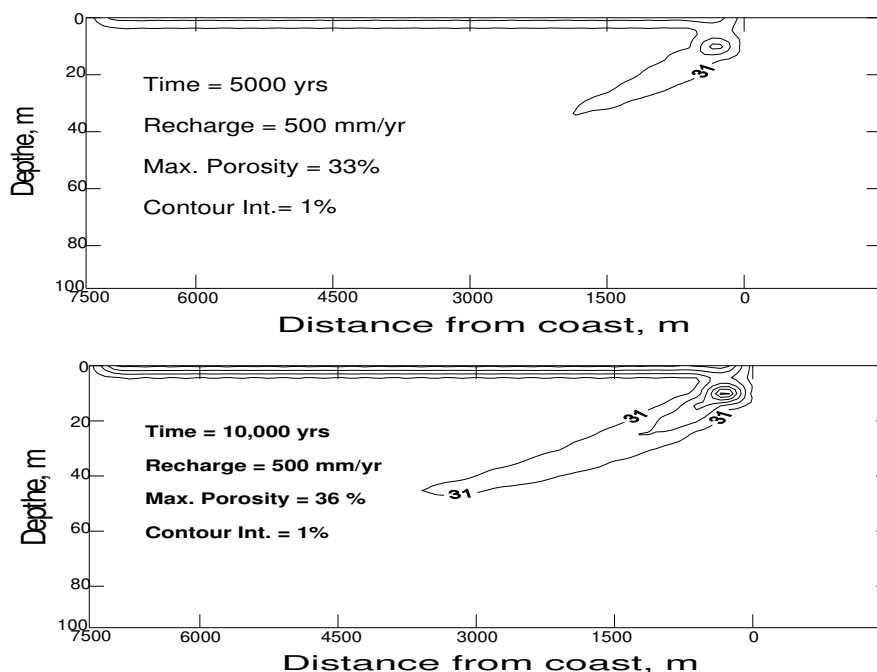 0
20
40
60
80
100
Depthe, m
Time = 5000 yrs
Recharge = 500 mm/yr
Max. Porosity = 33%
Contour Int.= 1%
31
7500 6000 4500 3000 1500 0
Distance from coast, m
0
20
40
60
80
100
Depthe, m
Time = 10,000 yrs
Recharge = 500 mm/yr
Max. Porosity = 36 %
Contour Int. = 1%
31
31
31
7500 6000 4500 3000 1500 0
Distance from coast, m